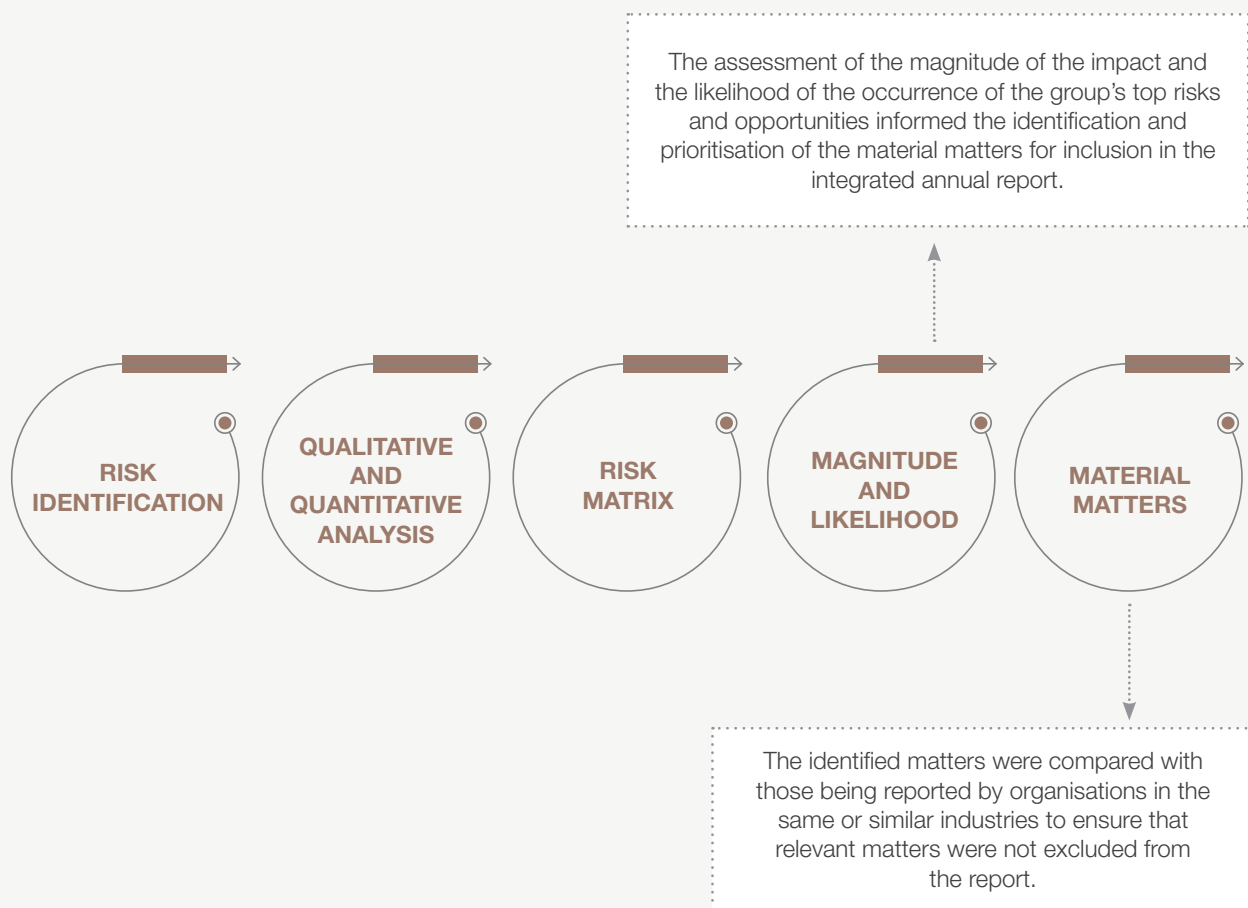 The assessment of the magnitude of the impact and
the likelihood of the occurrence of the group’s top risks
and opportunities informed the identification and
prioritisation of the material matters for inclusion in the
integrated annual report.
RISK
IDENTIFICATION
QUALITATIVE
AND
QUANTITATIVE
ANALYSIS
RISK
MATRIX
MAGNITUDE
AND
LIKELIHOOD
MATERIAL
MATTERS
The identified matters were compared with
those being reported by organisations in the
same or similar industries to ensure that
relevant matters were not excluded from
the report.